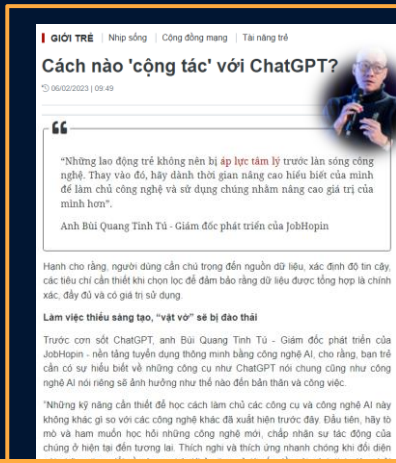 GIỚI TRẺ | Nhịp sống | Cộng đồng mạng | Tài năng trẻ
Cách nào 'cộng tác' với ChatGPT?
06/02/2023 | 09:49
“Những lao động trẻ không nên bị áp lực tâm lý trước làn sóng công
nghệ. Thay vào đó, hãy dành thời gian nâng cao hiểu biết của mình
để làm chủ công nghệ và sử dụng chúng nhằm nâng cao giá trị của
mình hơn”.
Anh Bùi Quang Tinh Tú - Giám đốc phát triển của JobHopin
Hạnh cho rằng, người dùng cần chú trọng đến nguồn dữ liệu, xác định độ tin cậy,
các tiêu chí cần thiết khi chọn lọc để đảm bảo rằng dữ liệu được tổng hợp là chính
xác, đầy đủ và có giá trị sử dụng.
Làm việc thiếu sáng tạo, “vật vờ” sẽ bị đào thải
Trước cơn sốt ChatGPT, anh Bùi Quang Tinh Tú - Giám đốc phát triển của
JobHopin - nền tảng tuyển dụng thông minh bằng công nghệ AI, cho rằng, bạn trẻ
cần có sự hiểu biết về những công cụ như ChatGPT nói chung cũng như công
nghệ AI nói riêng sẽ ảnh hưởng như thế nào đến bản thân và công việc.
“Những kỹ năng cần thiết để học cách làm chủ các công cụ và công nghệ AI này
không khác gì so với các công nghệ khác đã xuất hiện trước đây. Đầu tiên, hãy tò
mò và ham muốn học hỏi những công nghệ mới, chấp nhận sự tác động của
chúng ở hiện tại đến tương lai. Thích nghi và thích ứng nhanh chóng khi đối diện